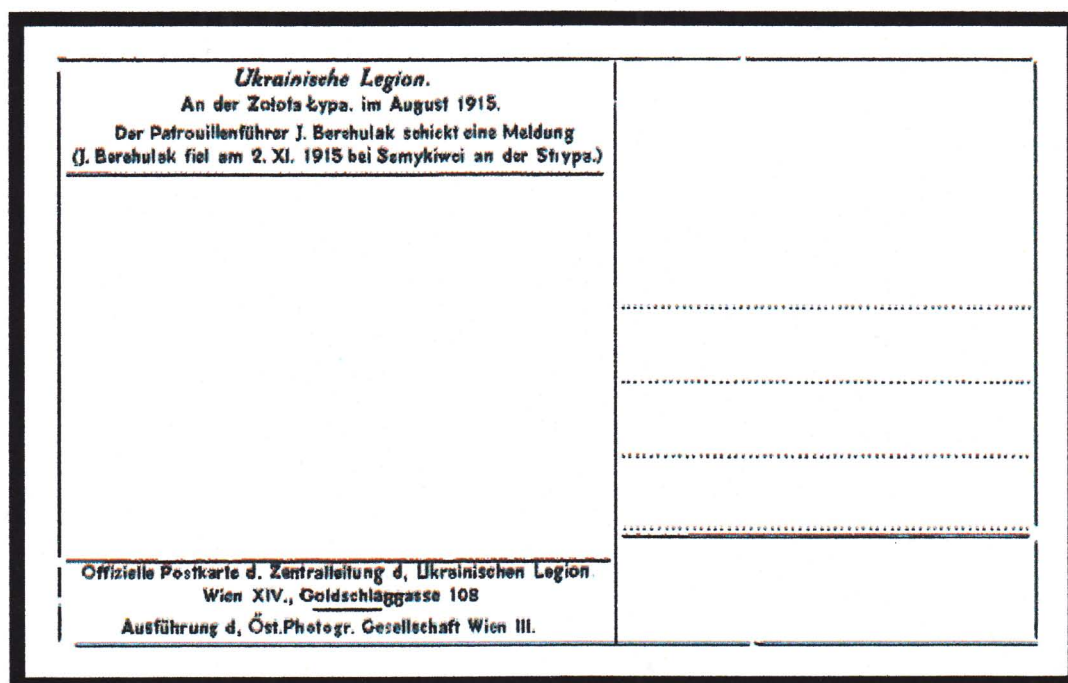 Ukrainische Legion.
An der Zołota Łypa. im August 1915.
Der Patrouillenführer J. Berehulak schickt eine Meldung
(J. Berehulak fiel am 2. XI. 1915 bei Semykiwci an der Strypa.)
Offizielle Postkarte d. Zentralleitung d, Ukrainischen Legion
Wien XIV., Goldschlaggasse 108
Ausführung d, Öst.Photogr. Gesellschaft Wien III.